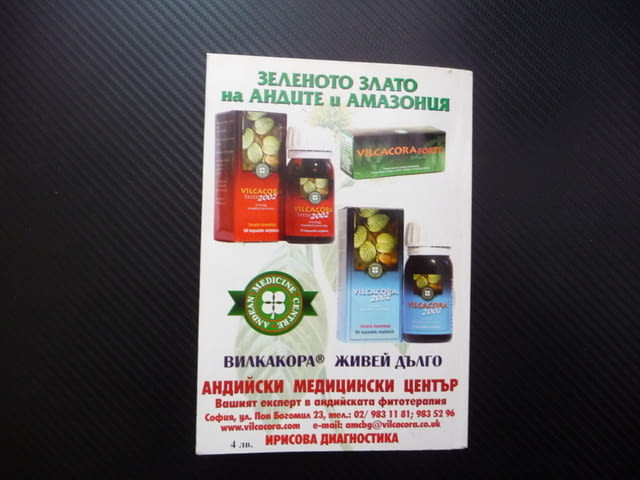 ЗЕЛЕНОТО ЗЛАТО
на АНДИТЕ и АМАЗОНИЯ
VILCACORA FORTE
VILCACORA
2002
VILCACORA
2002
VILCACORA
2002
VILCACORA
2002
ANDEAN MEDICINE CENTRE
ВИЛКАКОРА® ЖИВЕЙ ДЪЛГО
АНДИЙСКИ МЕДИЦИНСКИ ЦЕНТЪР
Вашият експерт в андийската фитотерапия
София, ул. Поп Богомил 23, тел.: 02/ 983 11 81; 983 52 96
www.vilcacora.com e-mail: amcbg@vilcacora.co.uk
4 лв. ИРИСОВА ДИАГНОСТИКА